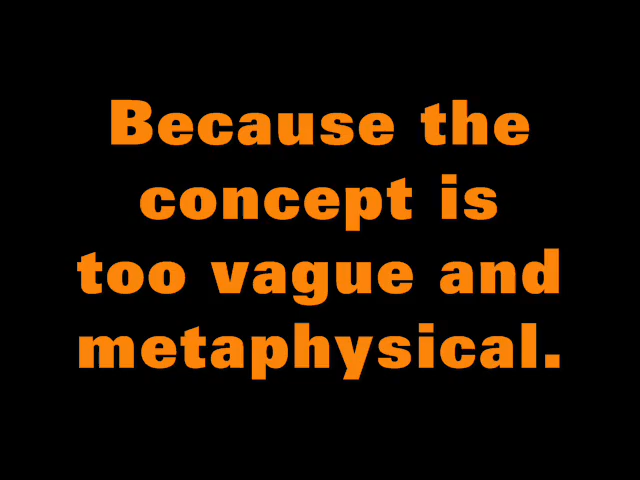 Because the
concept is
too vague and
metaphysical.